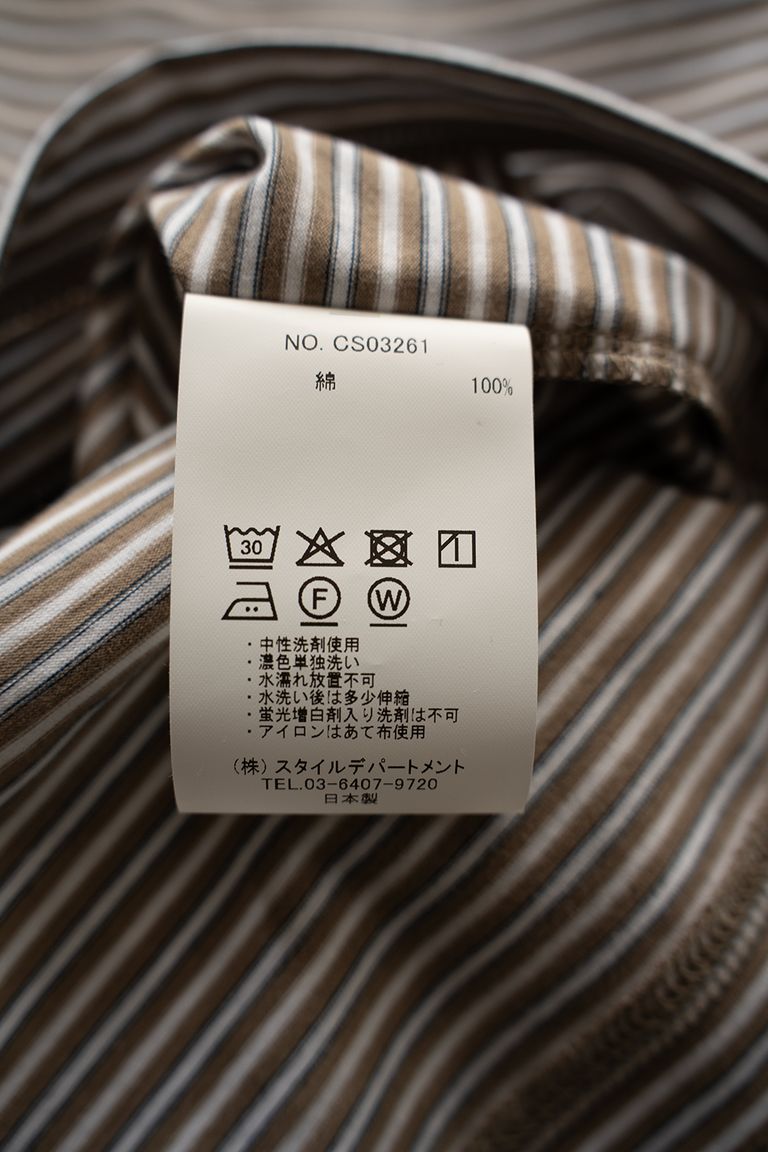 NO. CS03261
綿 100%
30
F W
・中性洗剤使用
・濃色単独洗い
・水濡れ放置不可
・水洗い後は多少伸縮
・蛍光増白剤入り洗剤は不可
・アイロンはあて布使用
(株) スタイルデパートメント
TEL.03-6407-9720
日本製